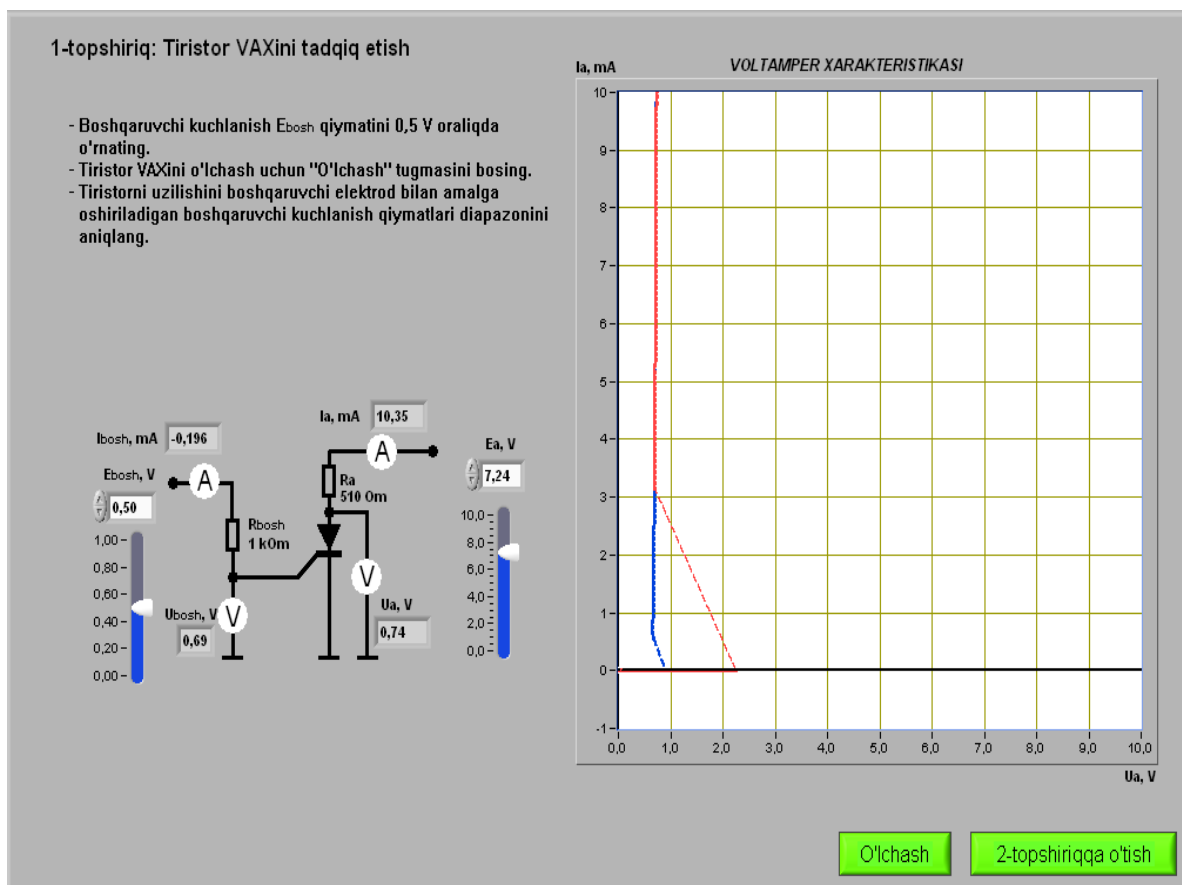 1-topshiriq: Tiristor VAXini tadqiq etish
- Boshqaruvchi kuchlanish Ebosh qiymatini 0,5 V oraliqda
o'rnating.
- Tiristor VAXini o'lchash uchun "O'lchash" tugmasini bosing.
- Tiristorni uzilishini boshqaruvchi elektrod bilan amalga
oshiriladigan boshqaruvchi kuchlanish qiymatlari diapazonini
aniqlang.
Ia, mA
10,35
Ibosh, mA
-0,196
A
Ea, V
7,24
Ebosh, V
0,50
A
Ra
510 Om
Rbosh
1 kOm
1,00
0,80
0,60
0,40
0,20
0,00
10,0
8,0
6,0
4,0
2,0
0,0
V
Ubosh, V
0,69
V
Ua, V
0,74
Ia, mA
VOLTAMPER XARAKTERISTIKASI
10
9
8
7
6
5
4
3
2
1
0
-1
0,0 1,0 2,0 3,0 4,0 5,0 6,0 7,0 8,0 9,0 10,0
Ua, V
O'lchash
2-topshiriqqa o'tish